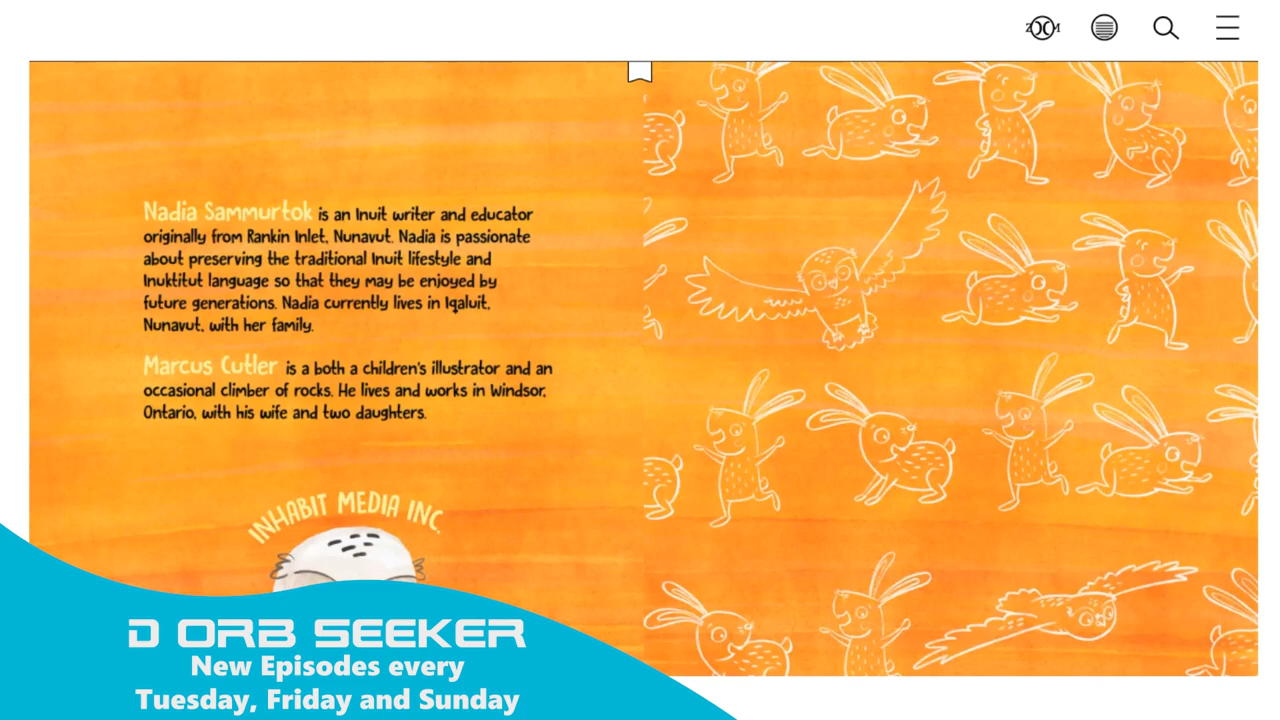 Nadia Sammurtok is an Inuit writer and educator
originally from Rankin Inlet, Nunavut. Nadia is passionate
about preserving the traditional Inuit lifestyle and
Inuktitut language so that they may be enjoyed by
future generations. Nadia currently lives in Iqaluit,
Nunavut, with her family.
Marcus Cutler is a both a children's illustrator and an
occasional climber of rocks. He lives and works in Windsor,
Ontario, with his wife and two daughters.
INHABIT MEDIA INC.
D ORB SEEKER
New Episodes every
Tuesday, Friday and Sunday